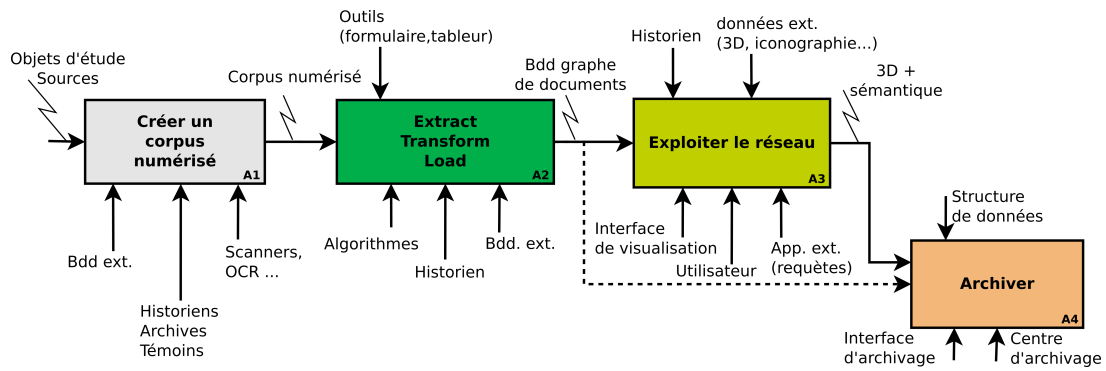 Objets d'étude
Sources
Créer un
corpus
numérisé
A1
Bdd ext.
Historiens
Archives
Témoins
Scanners,
OCR ...
Corpus numérisé
Outils
(formulaire,tableur)
Extract
Transform
Load
A2
Algorithmes
Historien
Bdd. ext.
Bdd graphe
de documents
Historien
données ext.
(3D, iconographie...)
Exploiter le réseau
A3
Interface
de visualisation
Utilisateur
App. ext.
(requètes)
3D +
sémantique
Structure
de données
Archiver
A4
Interface
d'archivage
Centre
d'archivage